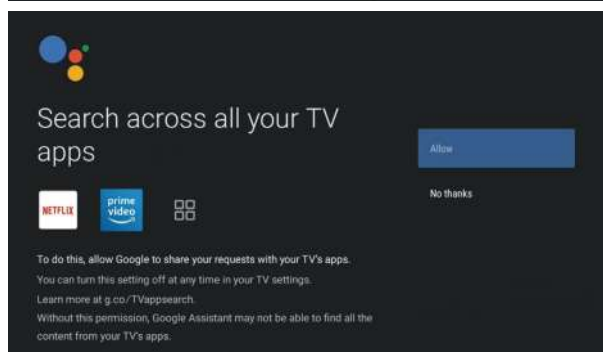 Search across all your TV
apps
NETFLIX
prime
video
To do this, allow Google to share your requests with your TV's apps.
You can turn this setting off at any time in your TV settings.
Learn more at g.co/TVappsearch.
Without this permission, Google Assistant may not be able to find all the
content from your TV's apps.
Allow
No thanks